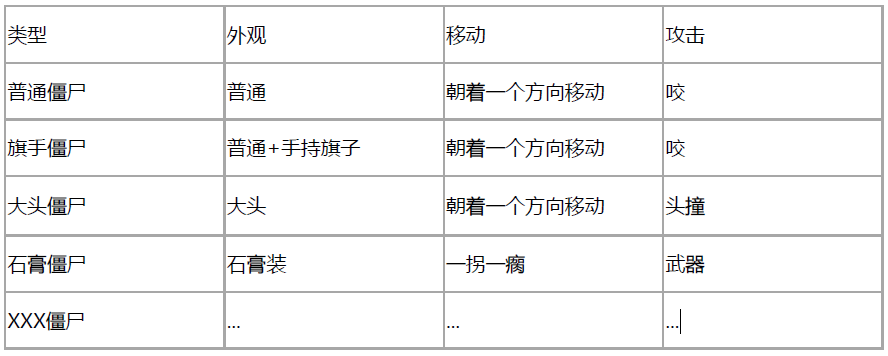 类型 外观 移动 攻击
普通僵尸 普通 朝着一个方向移动 咬
旗手僵尸 普通+手持旗子 朝着一个方向移动 咬
大头僵尸 大头 朝着一个方向移动 头撞
石膏僵尸 石膏装 一拐一瘸 武器
XXX僵尸 ... ... ...